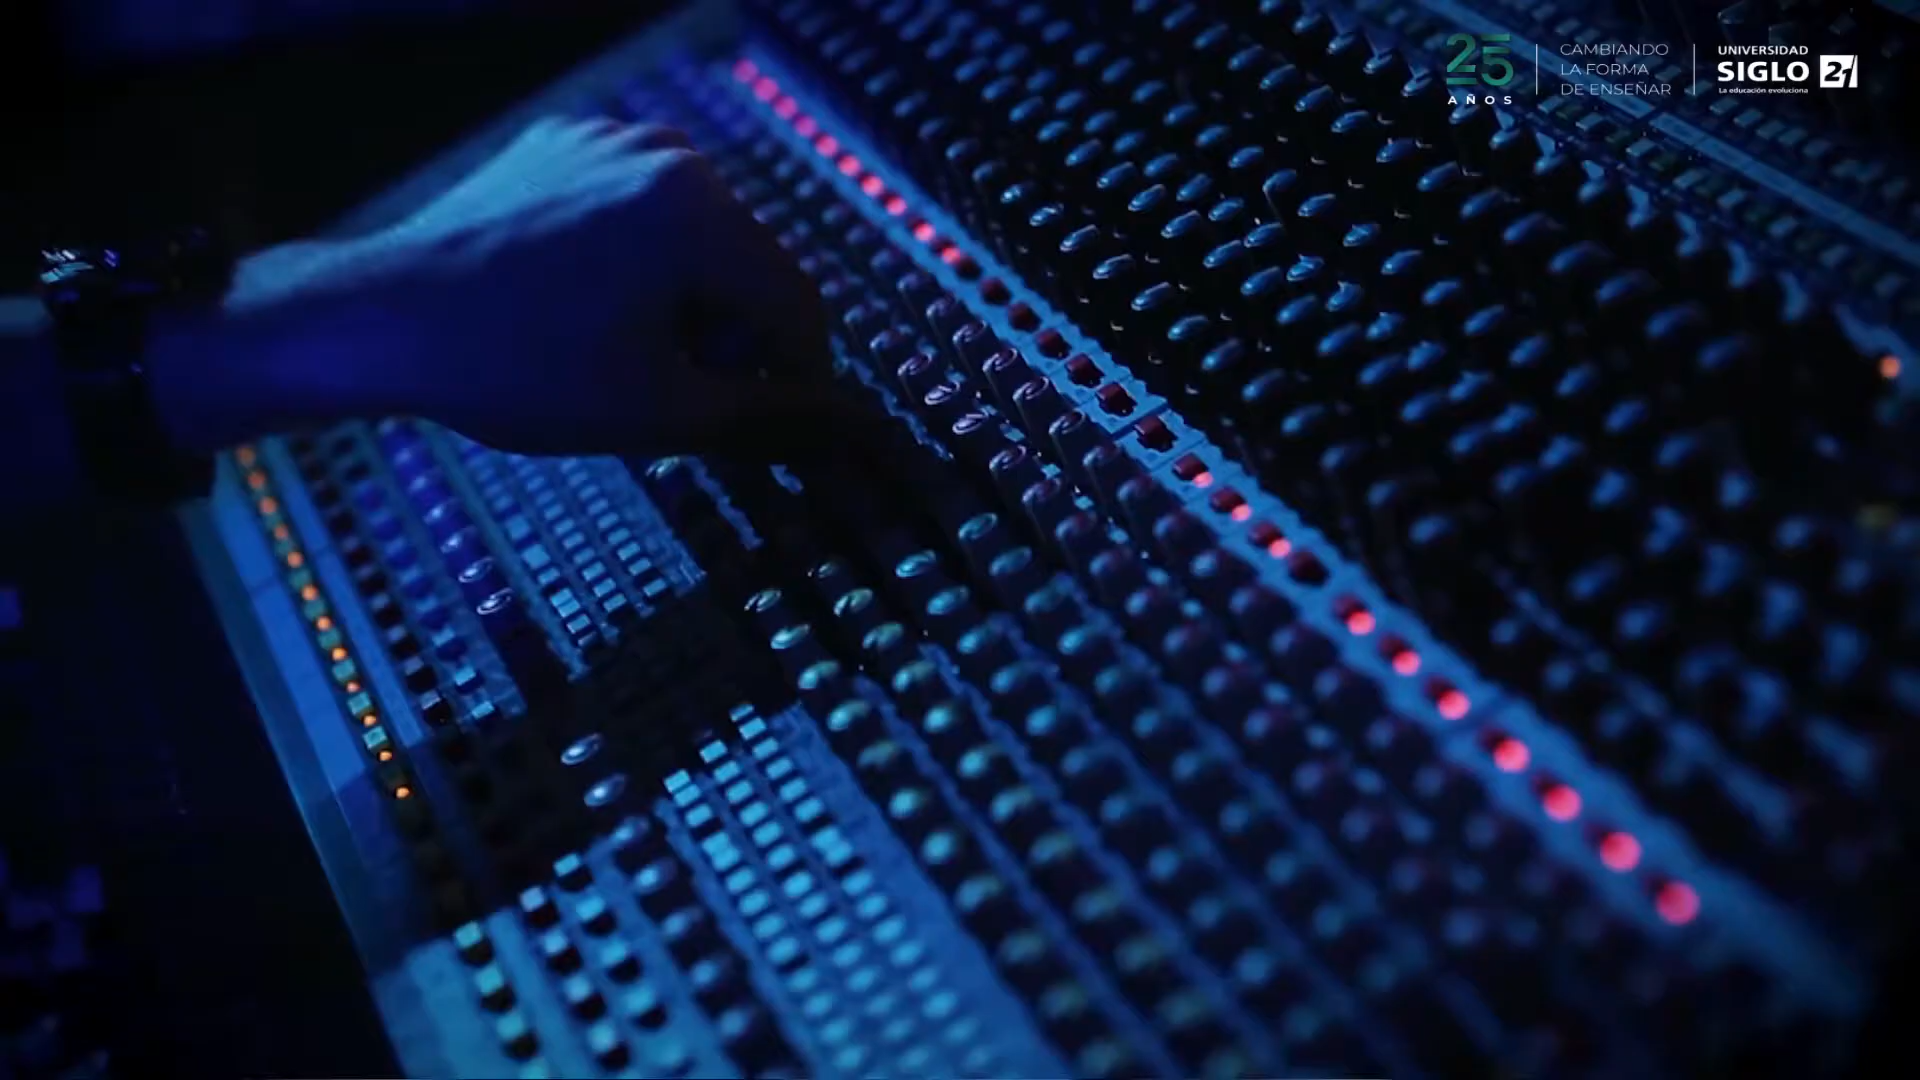 25
AÑOS
CAMBIANDO
LA FORMA
DE ENSEÑAR
UNIVERSIDAD
SIGLO 21
La educación evoluciona